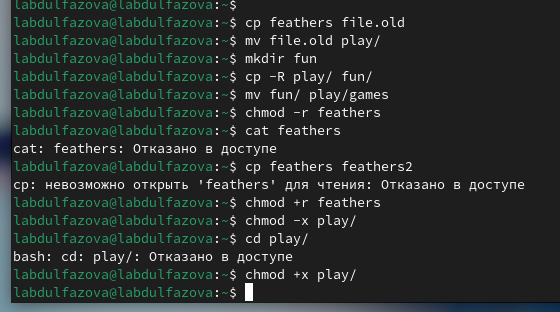 labdulfazova@labdulfazova:~$
labdulfazova@labdulfazova:~$ cp feathers file.old
labdulfazova@labdulfazova:~$ mv file.old play/
labdulfazova@labdulfazova:~$ mkdir fun
labdulfazova@labdulfazova:~$ cp -R play/ fun/
labdulfazova@labdulfazova:~$ mv fun/ play/games
labdulfazova@labdulfazova:~$ chmod -r feathers
labdulfazova@labdulfazova:~$ cat feathers
cat: feathers: Отказано в доступе
labdulfazova@labdulfazova:~$ cp feathers feathers2
cp: невозможно открыть 'feathers' для чтения: Отказано в доступе
labdulfazova@labdulfazova:~$ chmod +r feathers
labdulfazova@labdulfazova:~$ chmod -x play/
labdulfazova@labdulfazova:~$ cd play/
bash: cd: play/: Отказано в доступе
labdulfazova@labdulfazova:~$ chmod +x play/
labdulfazova@labdulfazova:~$